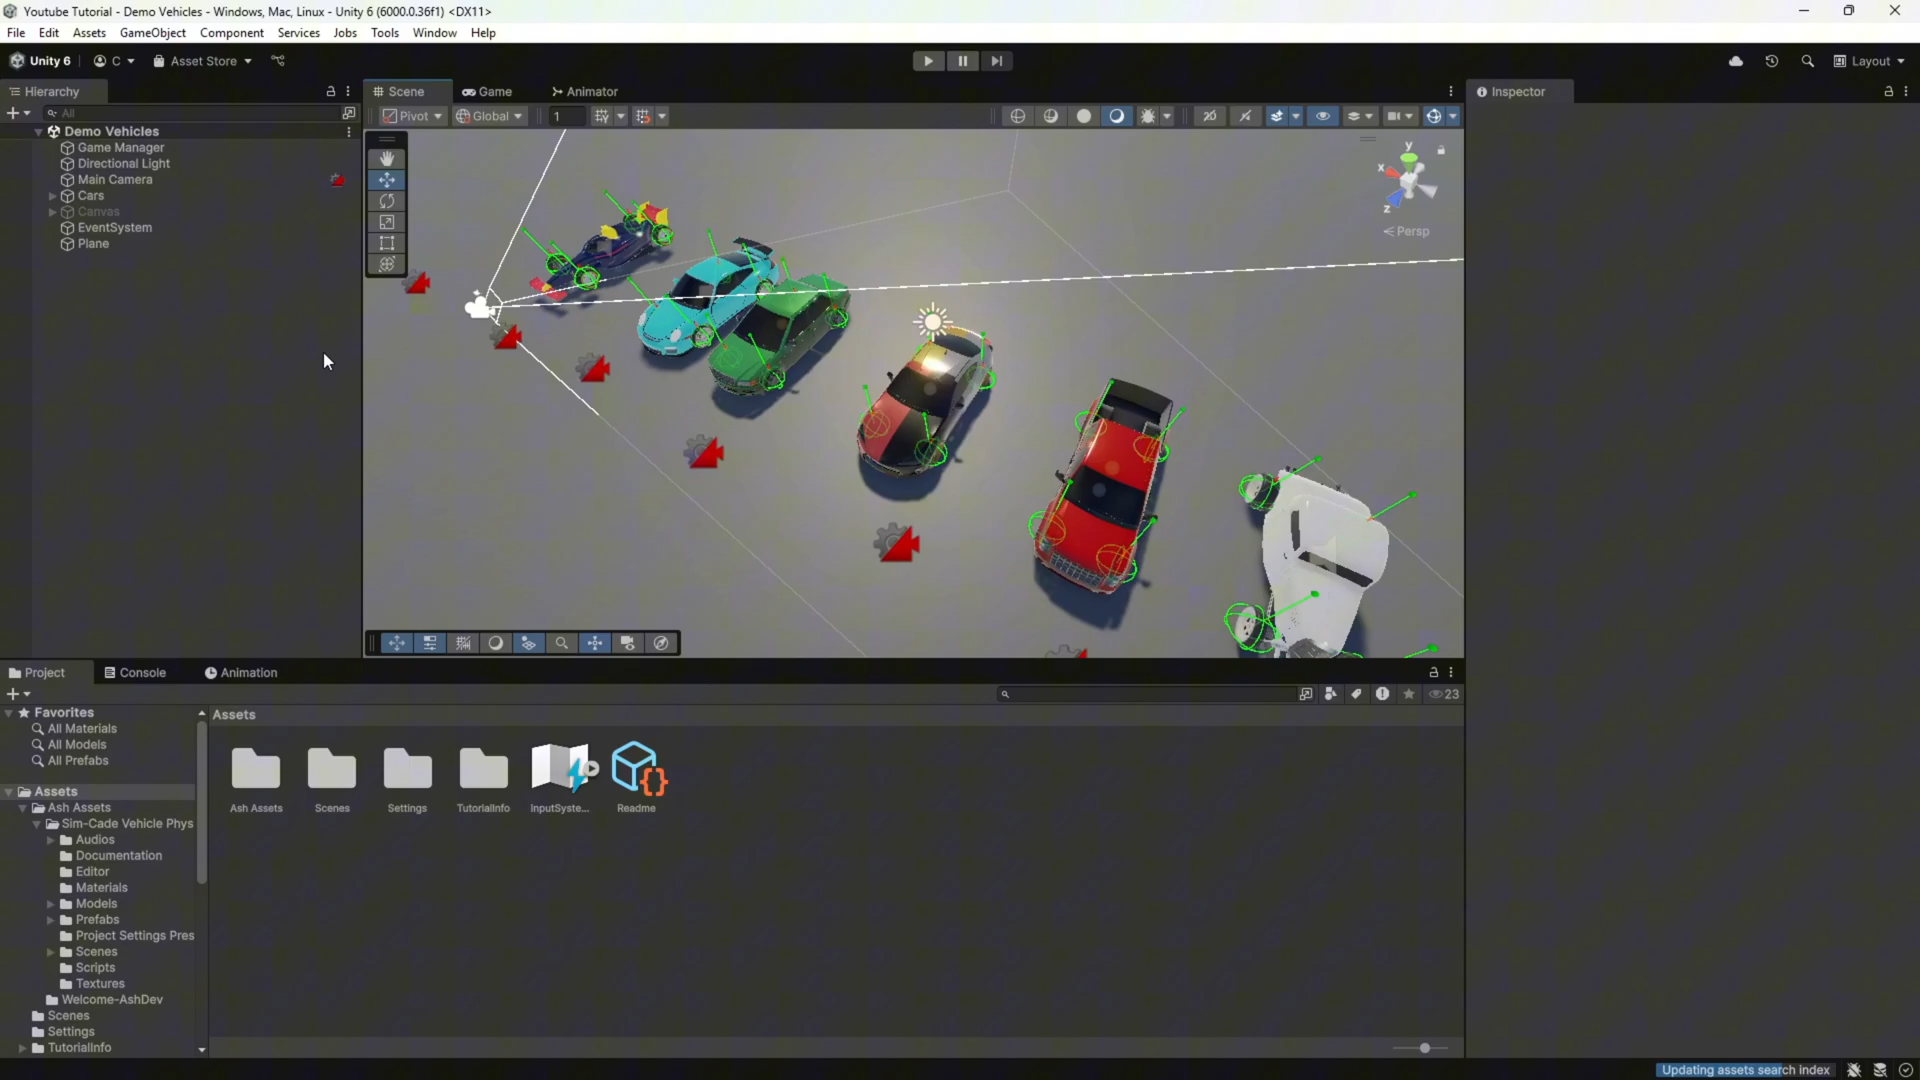 Youtube Tutorial - Demo Vehicles - Windows, Mac, Linux - Unity 6 (6000.0.36f1) <DX11>
File Edit Assets GameObject Component Services Jobs Tools Window Help
Unity 6 C Asset Store Layout
Hierarchy Scene Game Animator Inspector
All Pivot Global 1 2D
Demo Vehicles
Game Manager
Directional Light
Main Camera
Cars
Canvas
EventSystem
Plane
y
x
z
Persp
Project Console Animation
23
Favorites
All Materials
All Models
All Prefabs
Assets
Ash Assets
Sim-Cade Vehicle Phys
Audios
Documentation
Editor
Materials
Models
Prefabs
Project Settings Pres
Scenes
Scripts
Textures
Welcome-AshDev
Scenes
Settings
TutorialInfo
Assets
Ash Assets Scenes Settings TutorialInfo InputSyste... Readme
Updating assets search index